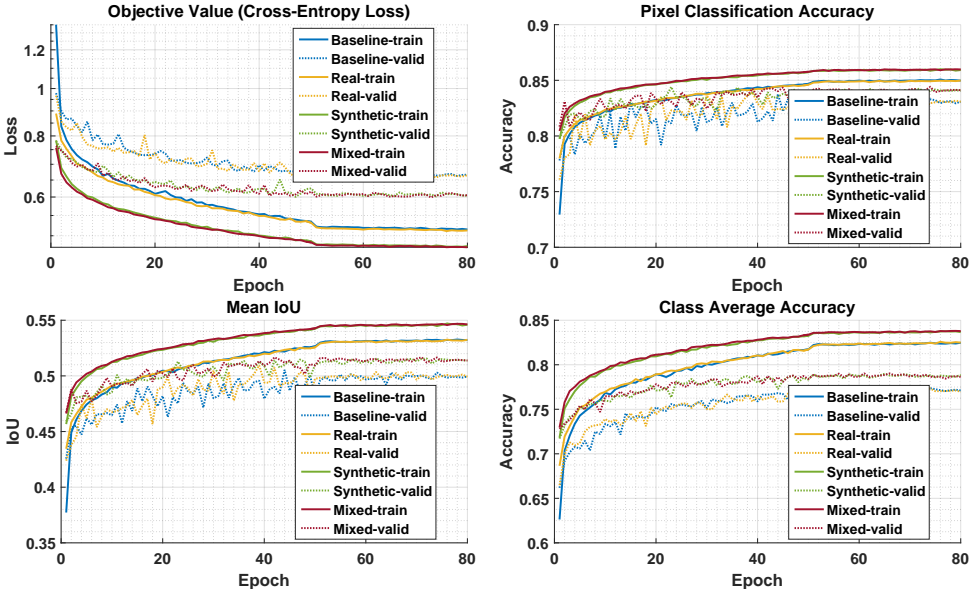 Objective Value (Cross-Entropy Loss)
Loss
1.2
1
0.8
0.6
0
20
40
60
80
Epoch
Baseline-train
Baseline-valid
Real-train
Real-valid
Synthetic-train
Synthetic-valid
Mixed-train
Mixed-valid
Pixel Classification Accuracy
Accuracy
0.9
0.85
0.8
0.75
0.7
0
20
40
60
80
Epoch
Baseline-train
Baseline-valid
Real-train
Real-valid
Synthetic-train
Synthetic-valid
Mixed-train
Mixed-valid
Mean IoU
IoU
0.55
0.5
0.45
0.4
0.35
0
20
40
60
80
Epoch
Baseline-train
Baseline-valid
Real-train
Real-valid
Synthetic-train
Synthetic-valid
Mixed-train
Mixed-valid
Class Average Accuracy
Accuracy
0.85
0.8
0.75
0.7
0.65
0.6
0
20
40
60
80
Epoch
Baseline-train
Baseline-valid
Real-train
Real-valid
Synthetic-train
Synthetic-valid
Mixed-train
Mixed-valid